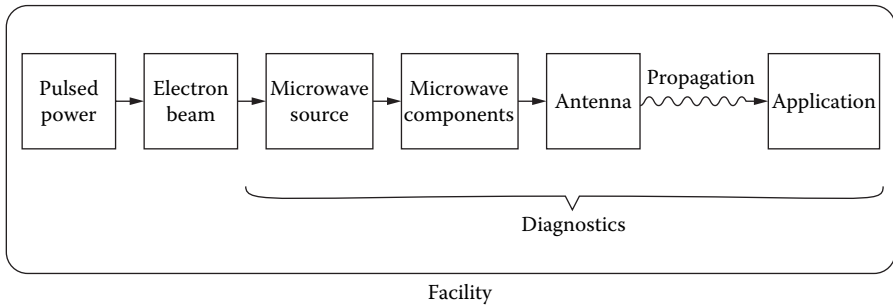 Pulsed
power
Electron
beam
Microwave
source
Microwave
components
Antenna
Propagation
Application
Diagnostics
Facility